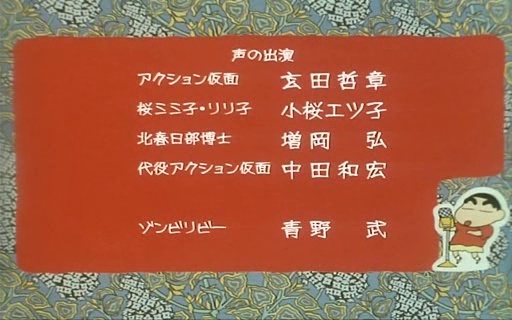 声の出演
アクション仮面 玄田哲章
桜ミミ子・リリ子 小桜エツ子
北春日部博士 増岡 弘
代役アクション仮面 中田和宏
ゾンビリビー 青野 武